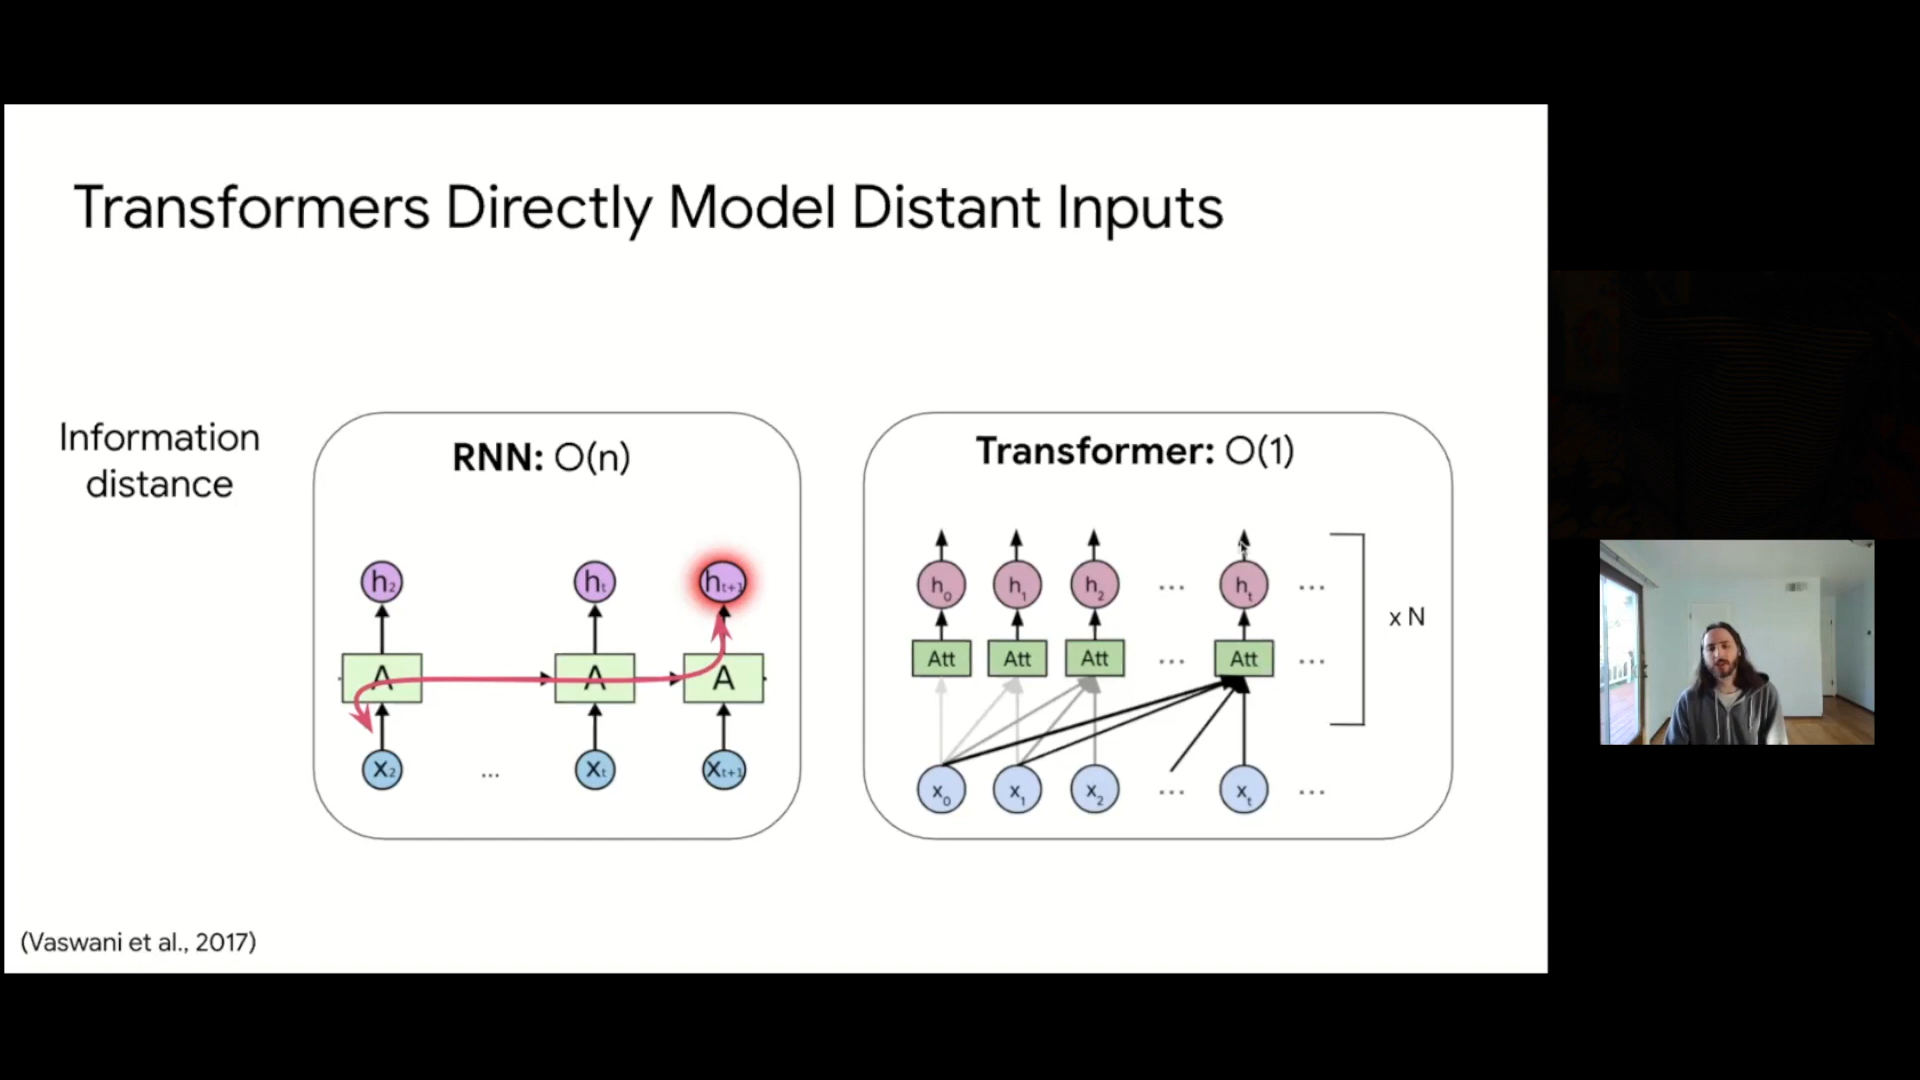 Transformers Directly Model Distant Inputs
Information
distance
RNN: O(n)
h₂ hₜ hₜ₊₁
A A A
x₂ ... xₜ xₜ₊₁
Transformer: O(1)
h₀ h₁ h₂ ... hₜ ...
x N
Att Att Att ... Att ...
x₀ x₁ x₂ ... xₜ ...
(Vaswani et al., 2017)